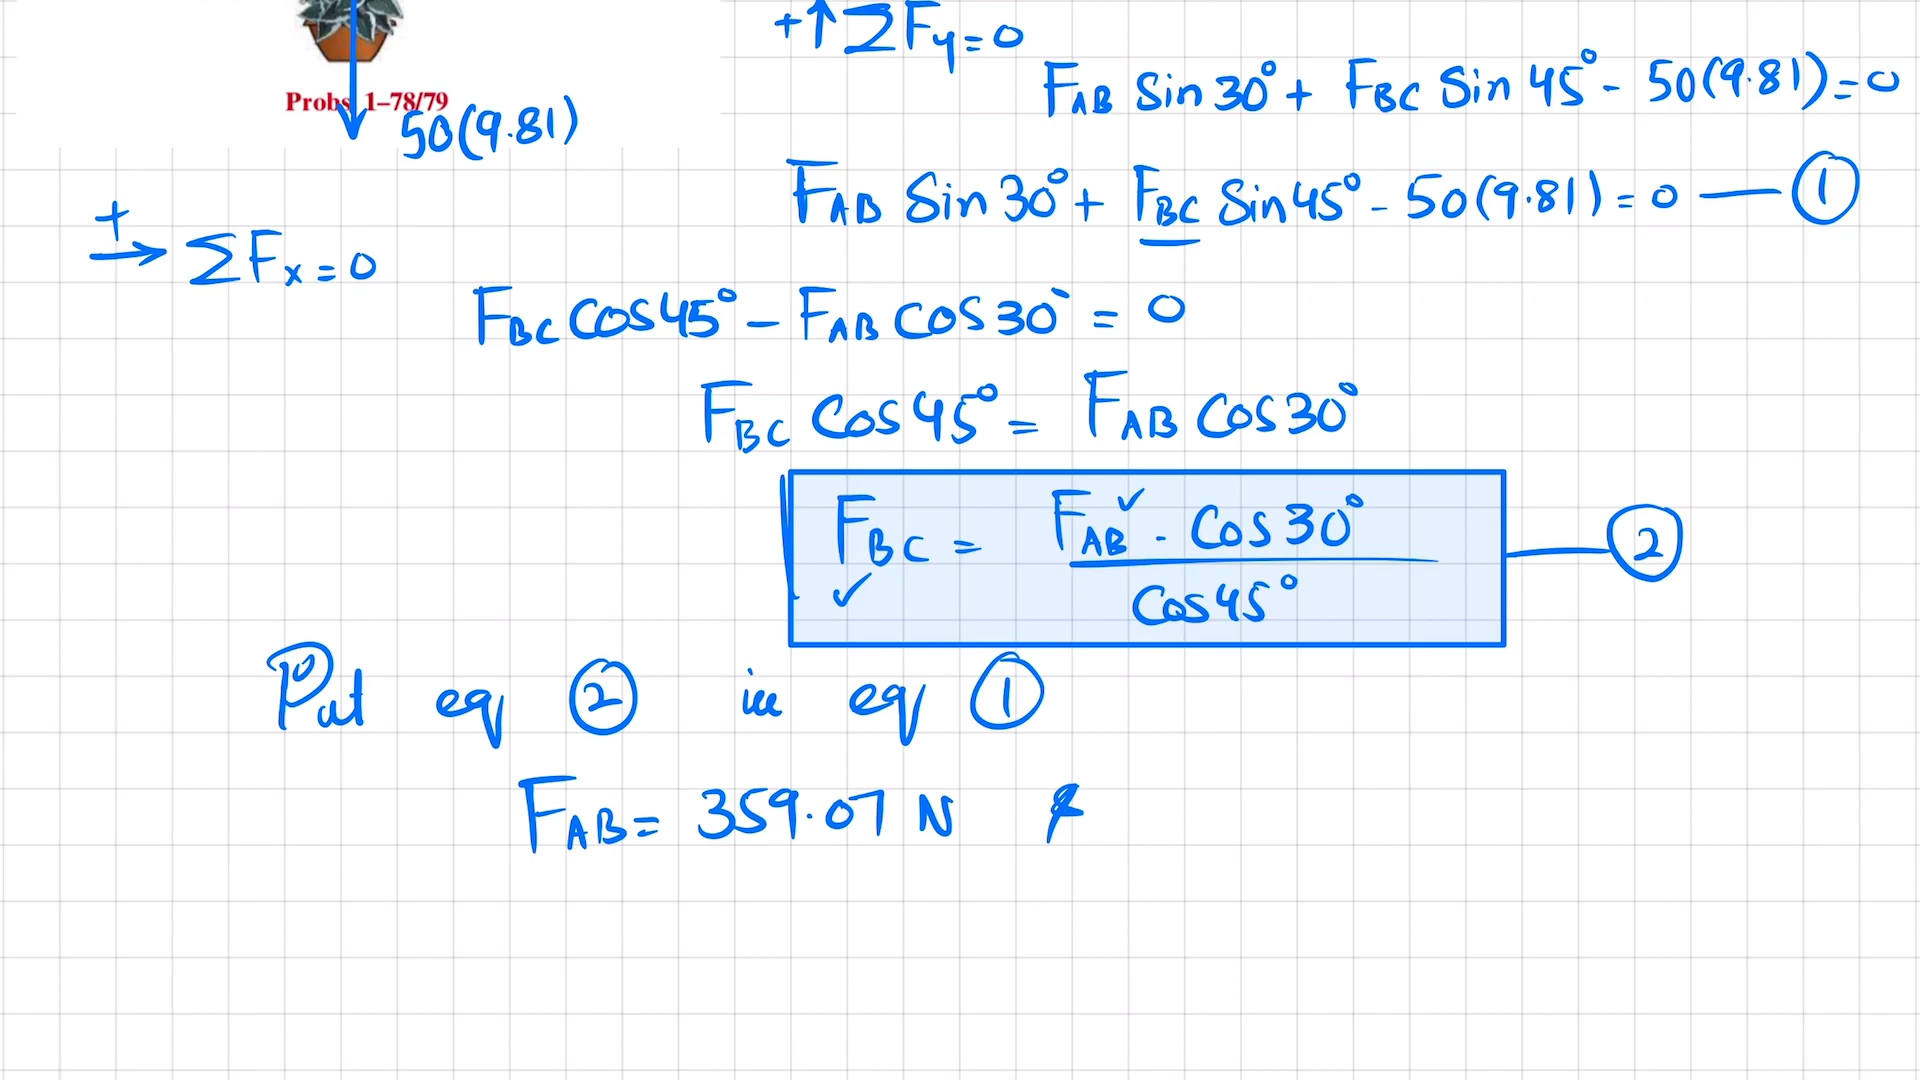 +↑ ΣFy=0
FAB Sin 30° + FBC Sin 45° - 50(9.81)=0
Probs. 1–78/79
50(9.81)
FAB Sin 30° + FBC Sin 45° - 50(9.81) = 0 — ①
+→ ΣFx=0
FBC Cos 45° - FAB Cos 30° = 0
FBC Cos 45° = FAB Cos 30°
FBC = FAB . Cos 30° / Cos 45° — ②
Put eq ② in eq ①
FAB = 359.07 N